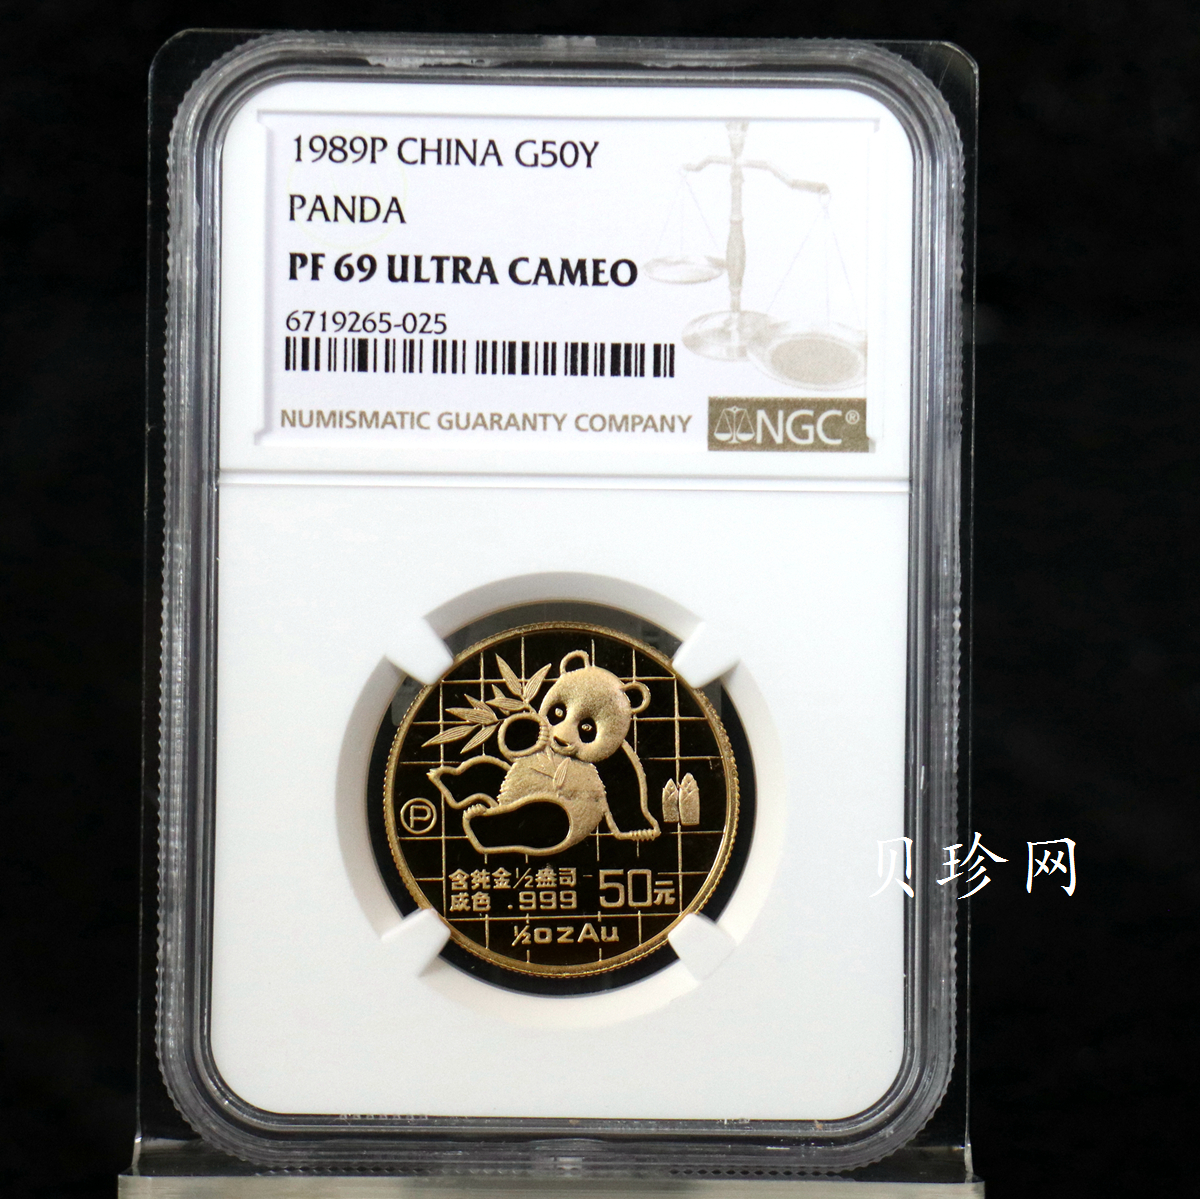 1989P CHINA G50Y
PANDA
PF 69 ULTRA CAMEO
6719265-025
NUMISMATIC GUARANTY COMPANY
NGC®
P
含纯金½盎司
成色 .999
50元
½ozAu
贝珍网